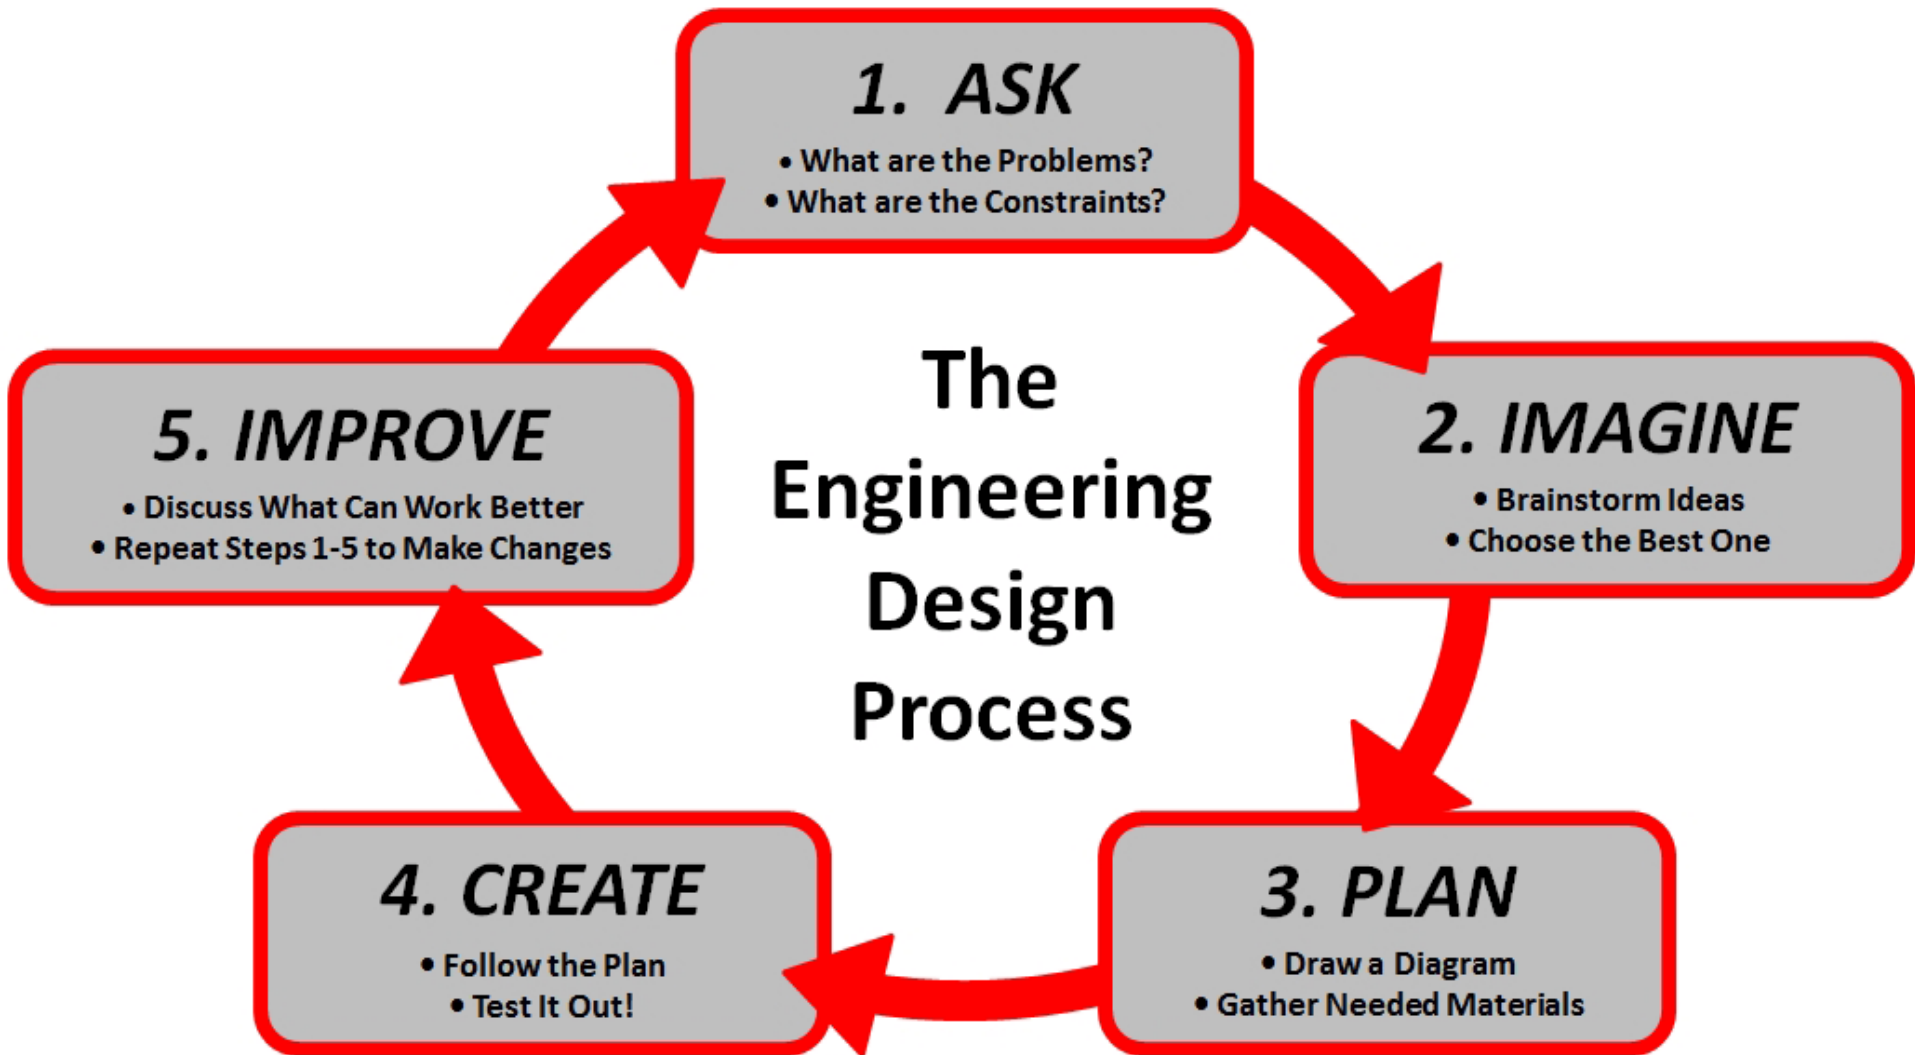 1. ASK
• What are the Problems?
• What are the Constraints?
The
Engineering
Design
Process
2. IMAGINE
• Brainstorm Ideas
• Choose the Best One
3. PLAN
• Draw a Diagram
• Gather Needed Materials
4. CREATE
• Follow the Plan
• Test It Out!
5. IMPROVE
• Discuss What Can Work Better
• Repeat Steps 1-5 to Make Changes